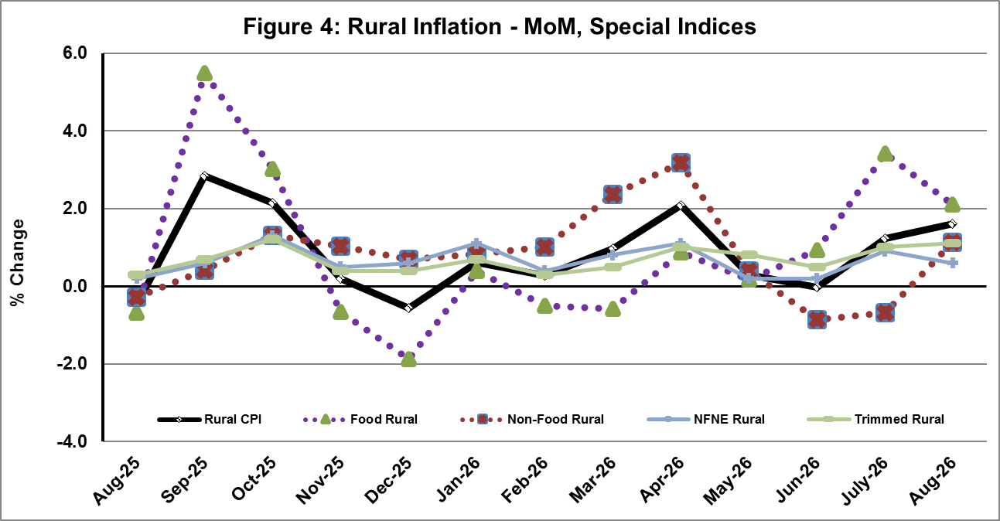 Figure 4: Rural Inflation - MoM, Special Indices
6.0
4.0
2.0
0.0
-2.0
-4.0
% Change
Rural CPI
Food Rural
Non-Food Rural
NFNE Rural
Trimmed Rural
Aug-25
Sep-25
Oct-25
Nov-25
Dec-25
Jan-26
Feb-26
Mar-26
Apr-26
May-26
Jun-26
July-26
Aug-26